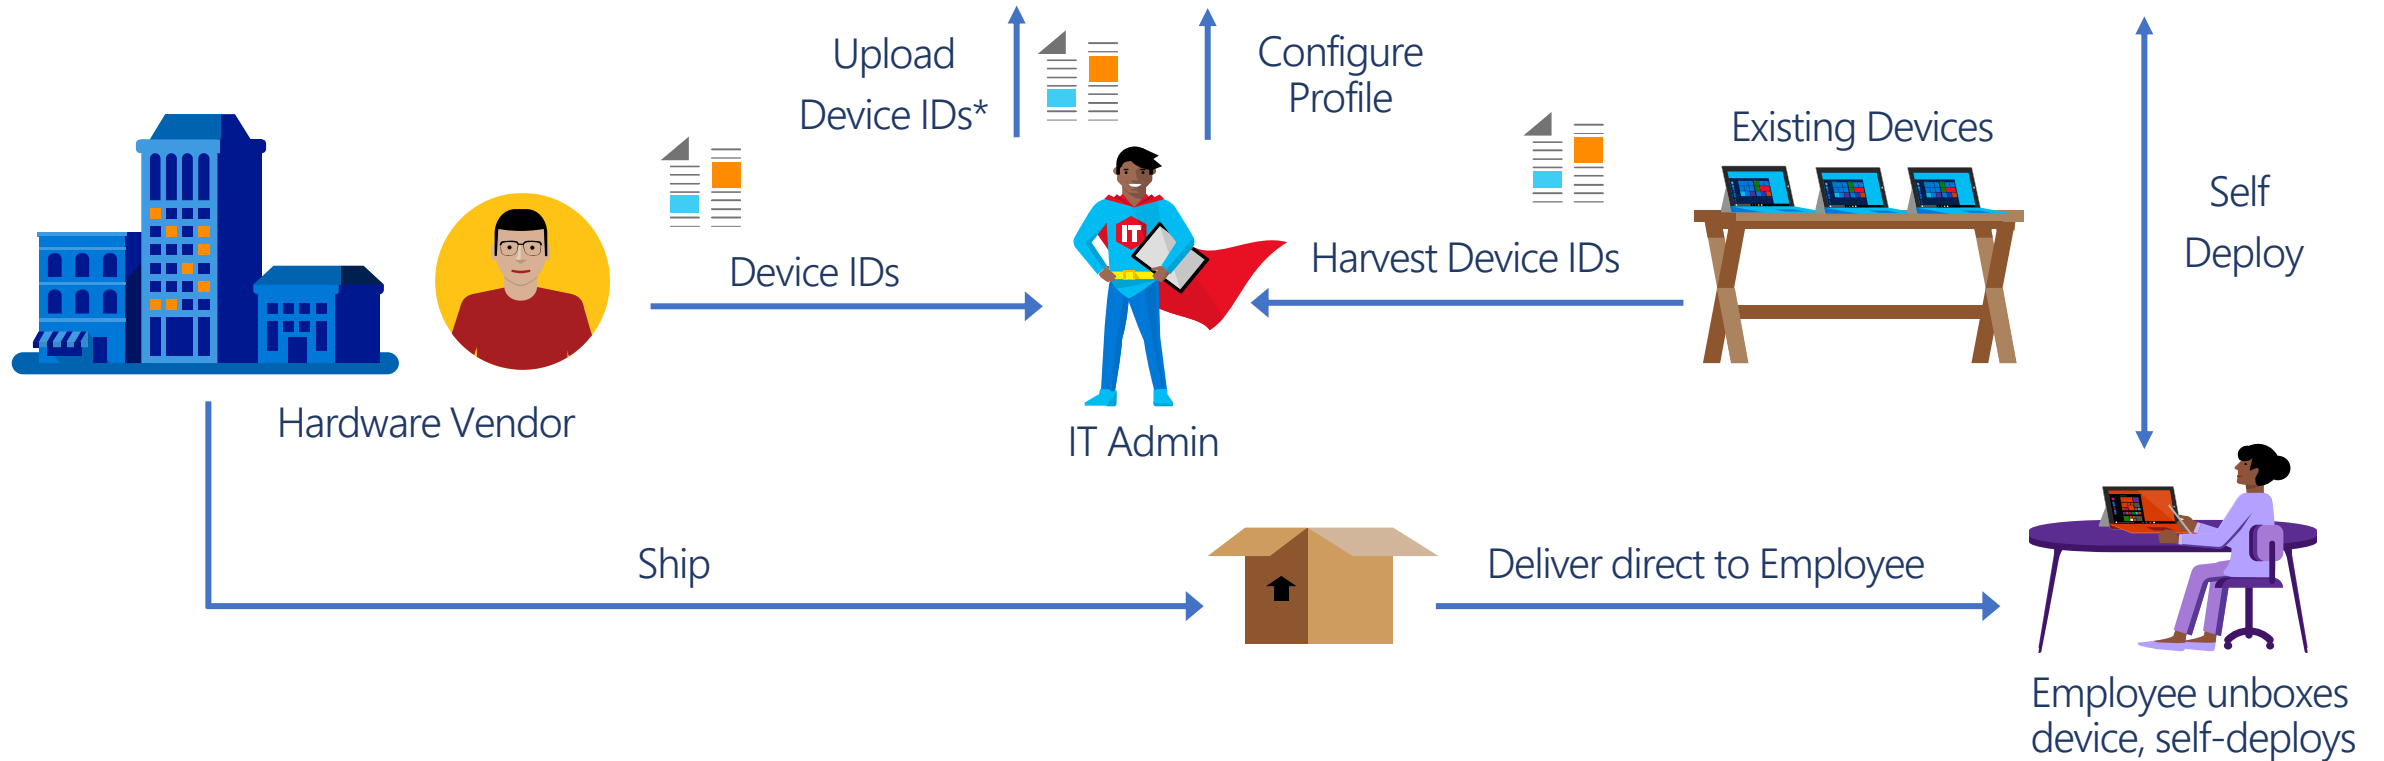 Upload
Device IDs*
Configure
Profile
Existing Devices
Self
Deploy
Device IDs
IT
Harvest Device IDs
Hardware Vendor
IT Admin
Ship
Deliver direct to Employee
Employee unboxes
device, self-deploys